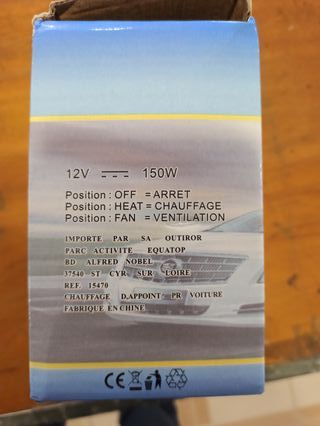 12V ⎓ 150W
Position : OFF = ARRET
Position : HEAT = CHAUFFAGE
Position : FAN = VENTILATION
IMPORTE PAR SA OUTIROR
PARC ACTIVITE EQUATOP
BD ALFRED NOBEL
37540 ST CYR SUR LOIRE
REF. 15470
CHAUFFAGE D,APPOINT PR VOITURE
FABRIQUE EN CHINE
CE